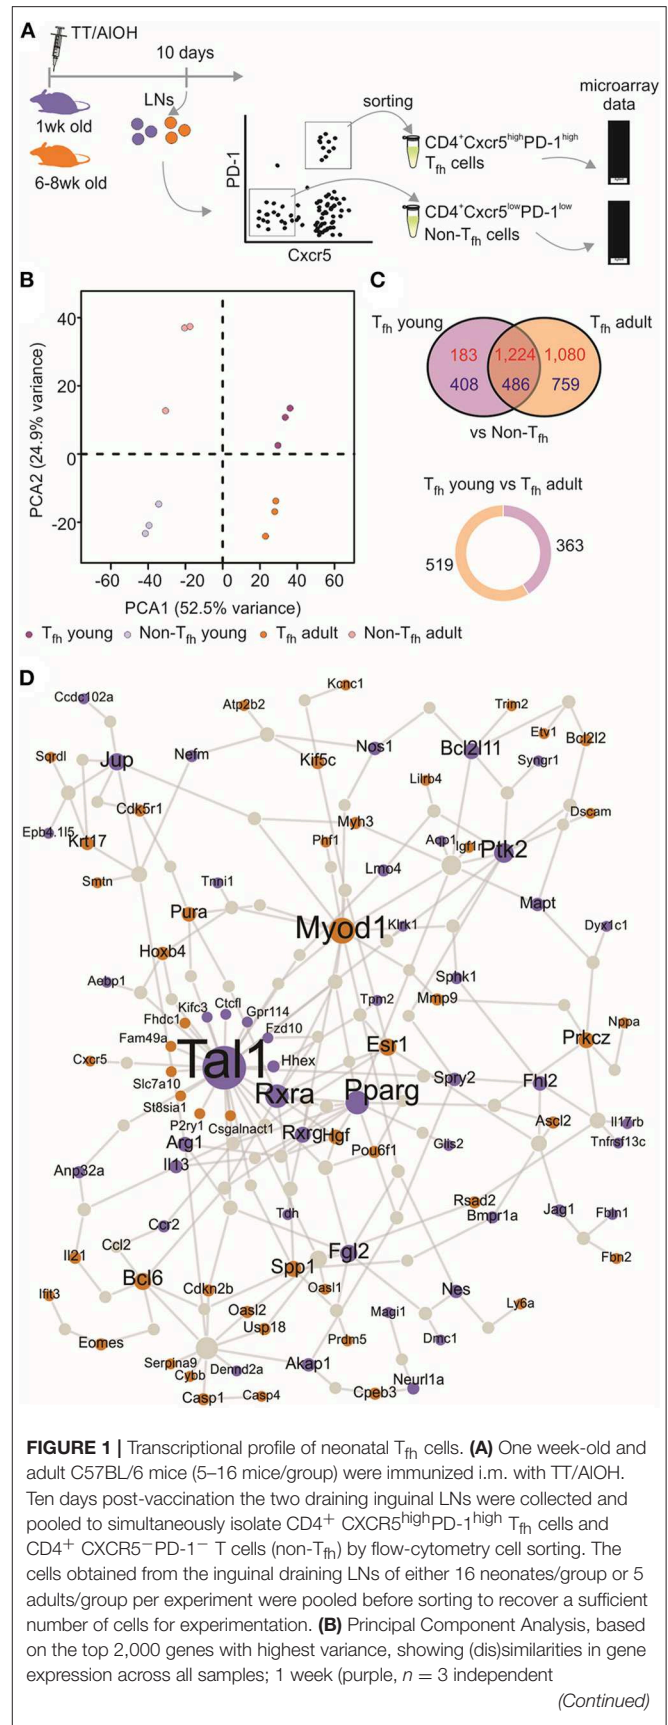 A
TT/AlOH
10 days
LNs
1wk old
6-8wk old
PD-1
Cxcr5
sorting
microarray
data
CD4+Cxcr5highPD-1high
Tfh cells
CD4+Cxcr5lowPD-1low
Non-Tfh cells
B
40
20
0
-20
PCA2 (24.9% variance)
-60 -40 -20 0 20 40 60
PCA1 (52.5% variance)
Tfh young Non-Tfh young Tfh adult Non-Tfh adult
C
Tfh young Tfh adult
183 1,224 1,080
408 486 759
vs Non-Tfh
Tfh young vs Tfh adult
519 363
D
Ccdc102a
Kcnc1
Atp2b2
Trim2
Etv1
Bcl2l2
Sqrdl
Jup
Nefm
Kif5c
Nos1
Bcl2l11
Syngr1
Lilrb4
Cdk5r1
Myh3
Dscam
Epb4.1l5
Krt17
Phf1
Aqp1
Igf1r
Ptk2
Smtn
Tnni1
Lmo4
Mapt
Pura
Myod1
Klrk1
Dyx1c1
Hoxb4
Aebp1
Sphk1
Kifc3
Ctcfl
Gpr114
Tpm2
Mmp9
Fhdc1
Fzd10
Nppa
Fam49a
Tal1
Esr1
Prkcz
Cxcr5
Hhex
Slc7a10
Rxra
Pparg
Spry2
Fhl2
St8sia1
P2ry1
Csgalnact1
Ascl2
Il17rb
Arg1
Rxrg
Hgf
Tnfrsf13c
Pou6f1
Gils2
Il13
Anp32a
Rsad2
Bmpr1a
Jag1
Fbln1
Tdh
Ccr2
Ccl2
Fgl2
Il21
Bcl6
Spp1
Fbn2
Cdkn2b
Oasl1
Nes
Ifit3
Oasl2
Magi1
Ly6a
Usp18
Eomes
Prdm5
Dmc1
Serpina9
Cybb
Dennd2a
Akap1
Neurl1a
Casp1
Casp4
Cpeb3
FIGURE 1 | Transcriptional profile of neonatal Tfh cells. (A) One week-old and
adult C57BL/6 mice (5–16 mice/group) were immunized i.m. with TT/AlOH.
Ten days post-vaccination the two draining inguinal LNs were collected and
pooled to simultaneously isolate CD4+ CXCR5highPD-1high Tfh cells and
CD4+ CXCR5−PD-1− T cells (non-Tfh) by flow-cytometry cell sorting. The
cells obtained from the inguinal draining LNs of either 16 neonates/group or 5
adults/group per experiment were pooled before sorting to recover a sufficient
number of cells for experimentation. (B) Principal Component Analysis, based
on the top 2,000 genes with highest variance, showing (dis)similarities in gene
expression across all samples; 1 week (purple, n = 3 independent
(Continued)